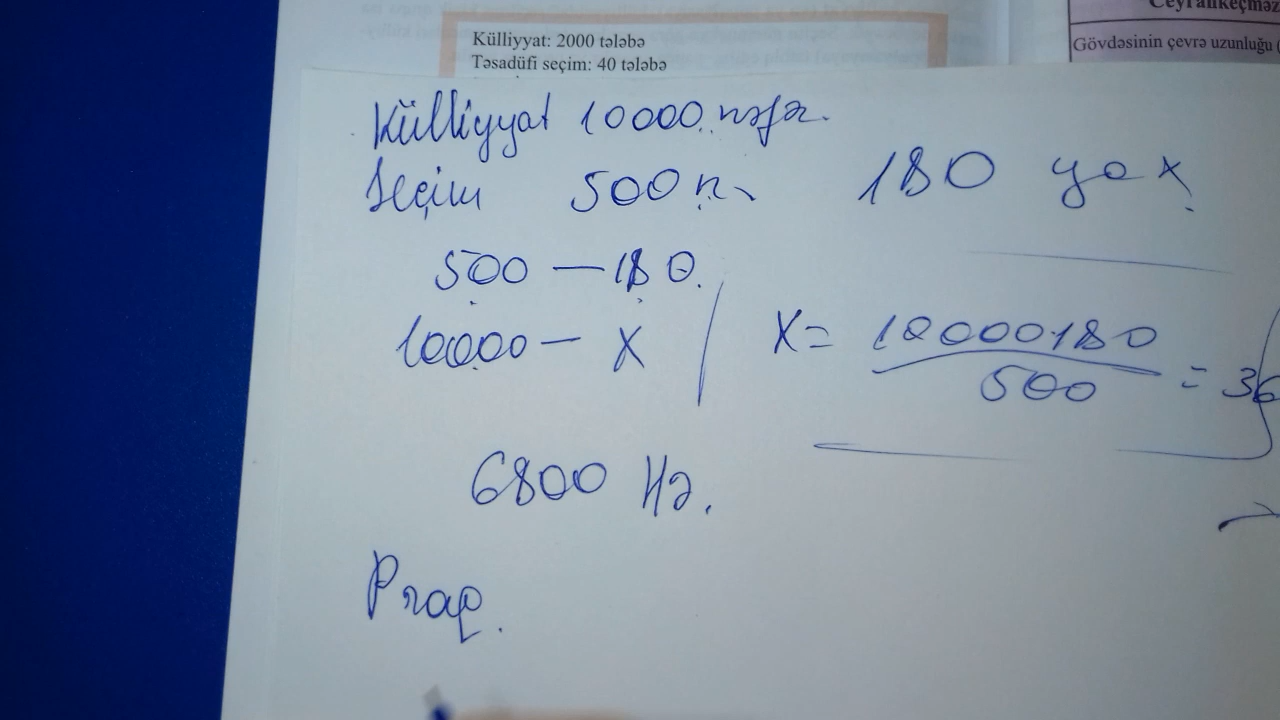 Ceyrankeçməz
Külliyyat: 2000 tələbə
Gövdəsinin çevrə uzunluğu (
Təsadüfi seçim: 40 tələbə
Külliyyat 10000 nəfər.
Seçim 500 n. 180 yox
500 — 180.
10000 — X X = 10000·180 / 500 = 36
6800 Hə.